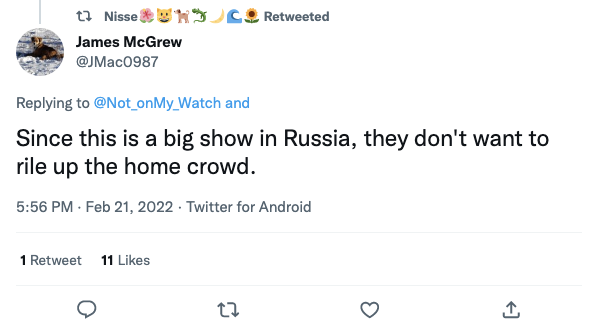 Nisse🌺😺🐈🐉🌙🌊🌻 Retweeted
James McGrew
@JMac0987
Replying to @Not_onMy_Watch and
Since this is a big show in Russia, they don't want to
rile up the home crowd.
5:56 PM · Feb 21, 2022 · Twitter for Android
1 Retweet 11 Likes